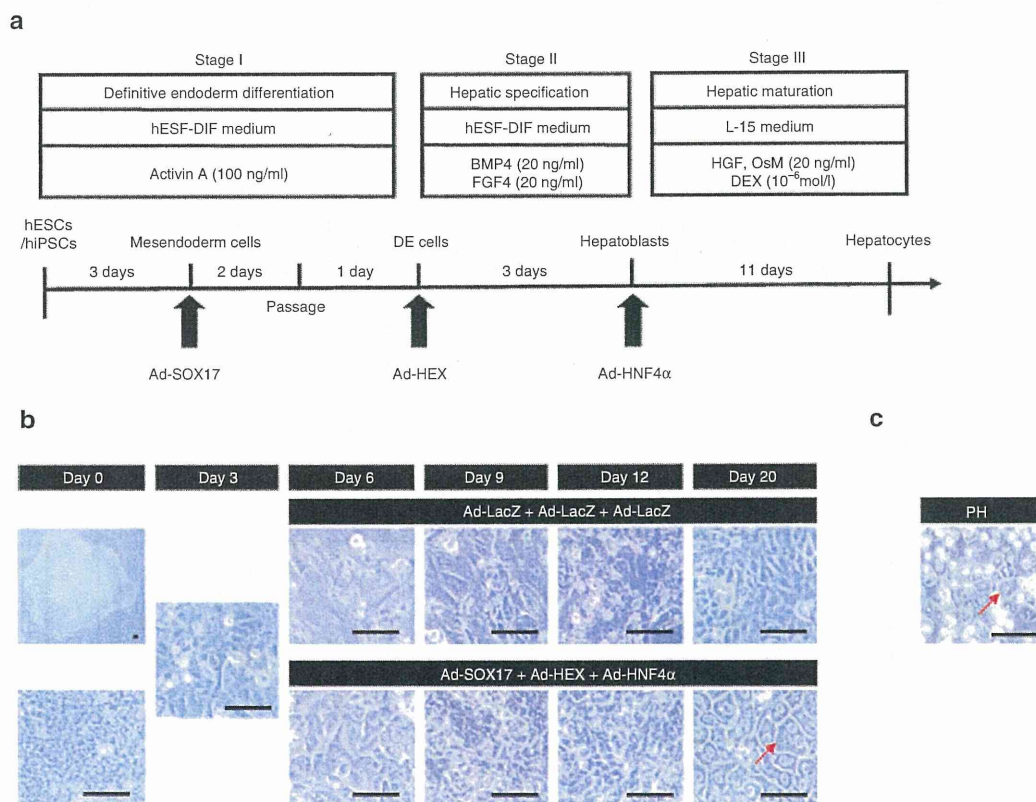 a
Stage I
Definitive endoderm differentiation
hESF-DIF medium
Activin A (100 ng/ml)
Stage II
Hepatic specification
hESF-DIF medium
BMP4 (20 ng/ml)
FGF4 (20 ng/ml)
Stage III
Hepatic maturation
L-15 medium
HGF, OsM (20 ng/ml)
DEX (10⁻⁶mol/l)
hESCs
/hiPSCs
Mesendoderm cells
DE cells
Hepatoblasts
Hepatocytes
3 days
2 days
1 day
3 days
11 days
Passage
Ad-SOX17
Ad-HEX
Ad-HNF4α
b
Day 0
Day 3
Day 6
Day 9
Day 12
Day 20
Ad-LacZ + Ad-LacZ + Ad-LacZ
Ad-SOX17 + Ad-HEX + Ad-HNF4α
c
PH